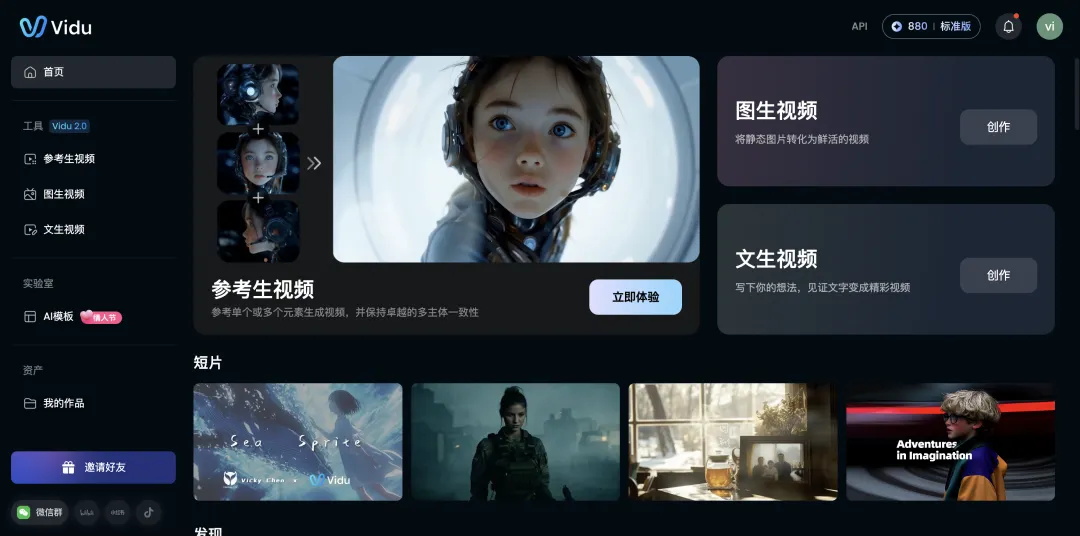 Vidu
API
880
标准版
vi
首页
工具 Vidu 2.0
参考生视频
图生视频
文生视频
实验室
AI模板 情人节
资产
我的作品
邀请好友
微信群
参考生视频
参考单个或多个元素生成视频，并保持卓越的多主体一致性
立即体验
图生视频
将静态图片转化为鲜活的视频
创作
文生视频
写下你的想法，见证文字变成精彩视频
创作
短片
Sea Sprite
Vicky Chen x Vidu
Adventures
in Imagination
发现